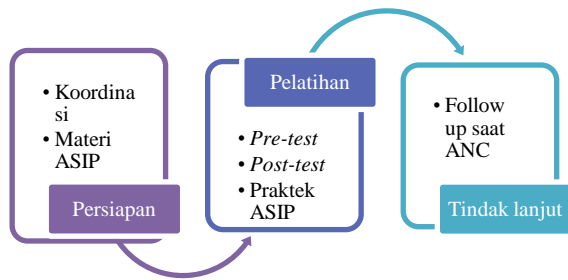 • Koordina
si
• Materi
ASIP
Persiapan
Pelatihan
• Pre-test
• Post-test
• Praktek
ASIP
• Follow
up saat
ANC
Tindak lanjut